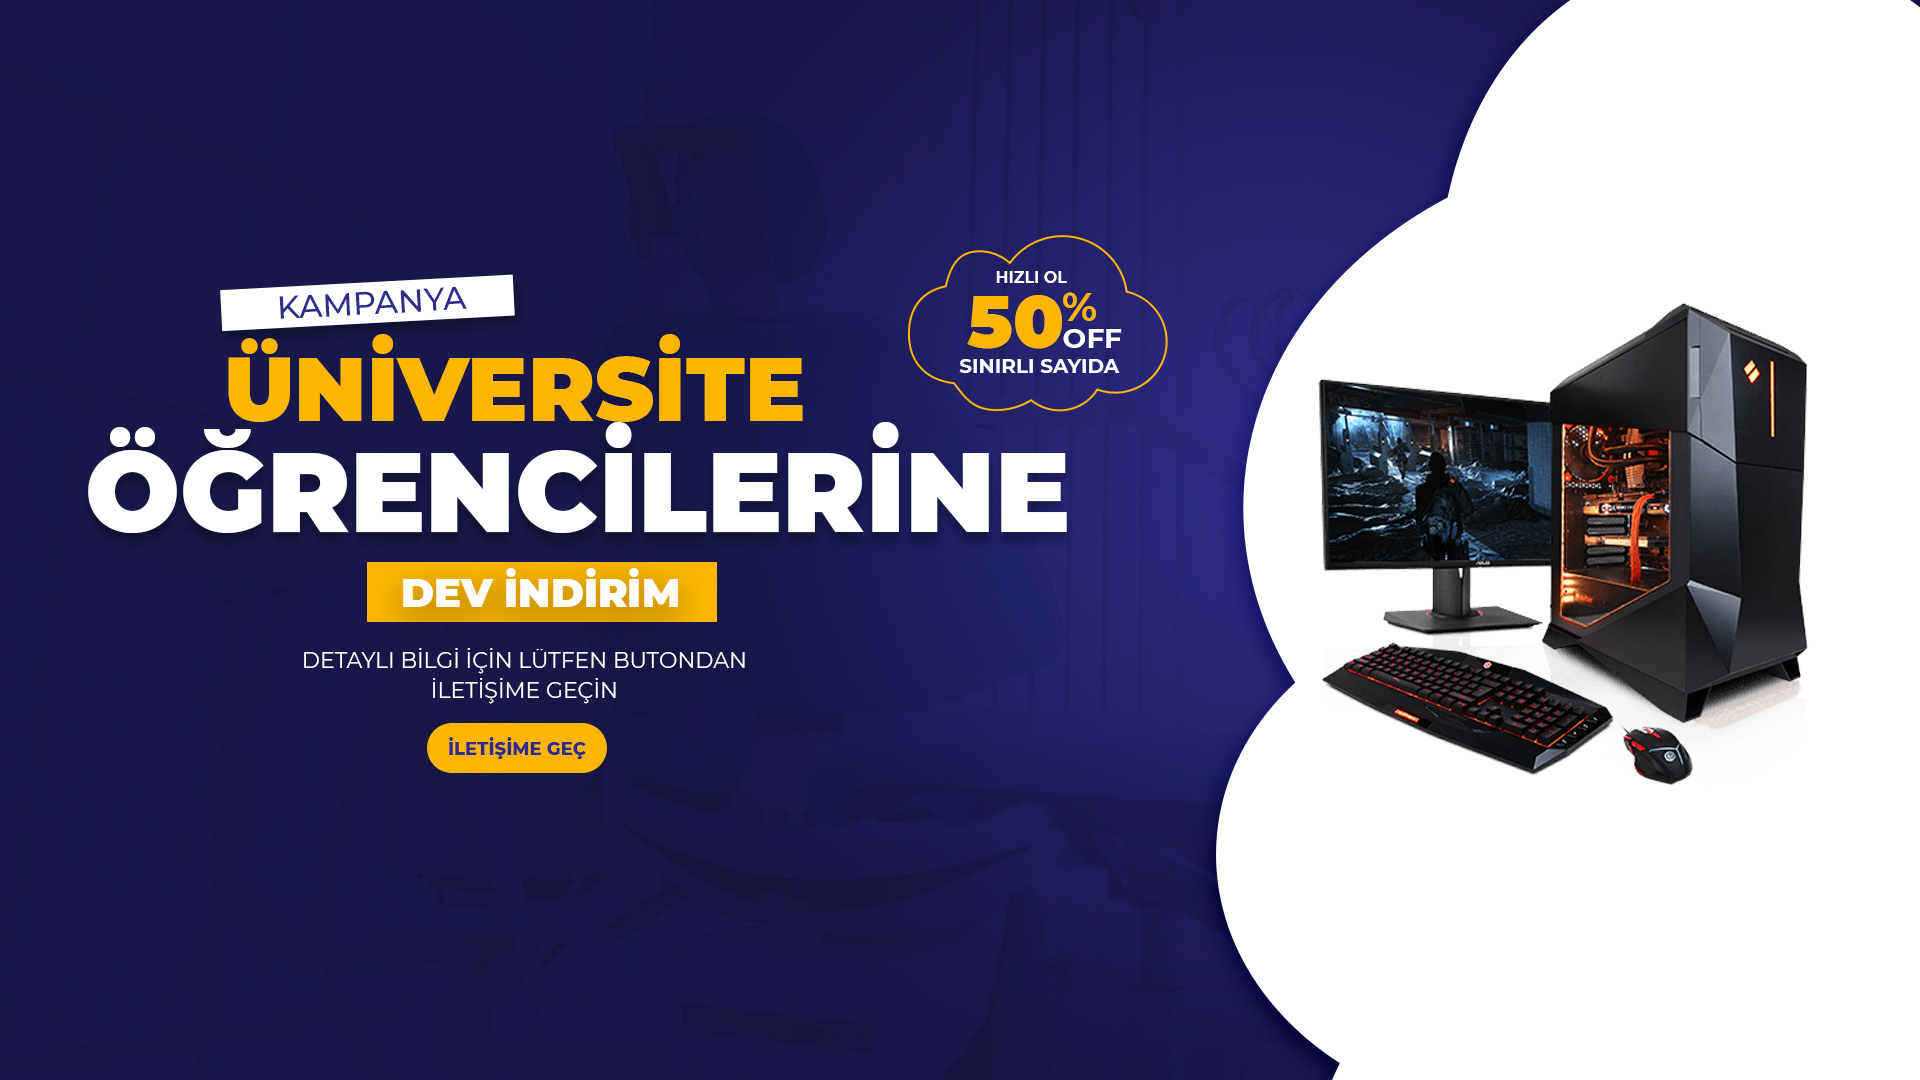 KAMPANYA
ÜNİVERSİTE
ÖĞRENCİLERİNE
DEV İNDİRİM
DETAYLI BİLGİ İÇİN LÜTFEN BUTONDAN
İLETİŞİME GEÇİN
İLETİŞİME GEÇ
HIZLI OL
50%
OFF
SINIRLI SAYIDA